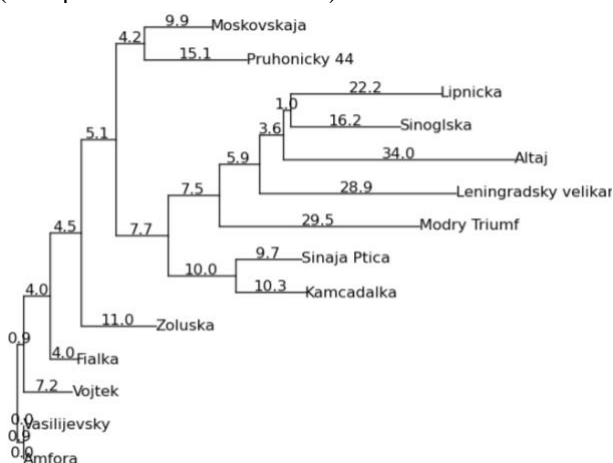 9.9 Moskovskaja
4.2
15.1 Pruhonicky 44
22.2 Lipnicka
1.0
16.2 Sinoglska
3.6
5.1
34.0 Altaj
5.9
7.5 28.9 Leningradsky velikan
29.5 Modry Triumf
4.5 7.7
9.7 Sinaja Ptica
10.0
10.3 Kamcadalka
4.0
11.0 Zoluska
0.9
4.0 Fialka
7.2 Vojtek
0.0 Vasilijevsky
0.9
0.0 Amfora